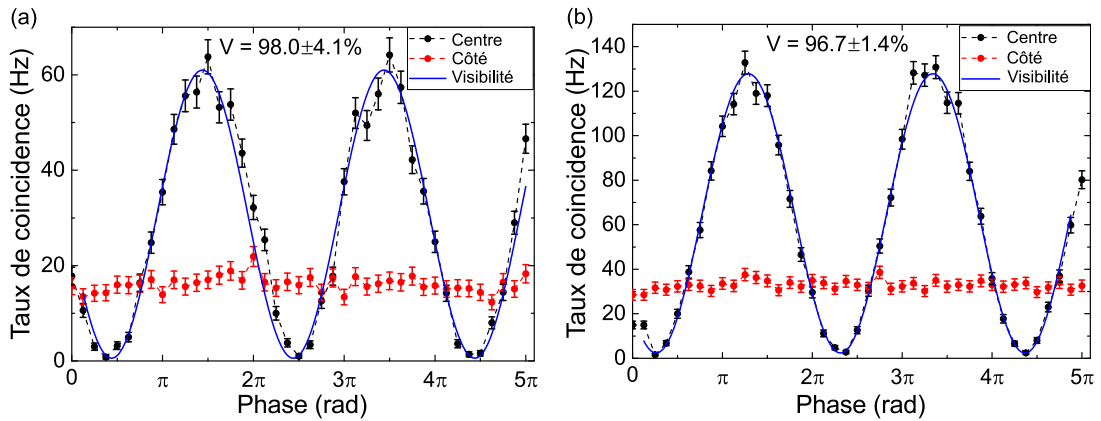 (a)
V = 98.0±4.1%
Centre
Côté
Visibilité
Taux de coincidence (Hz)
60
40
20
0
0 π 2π 3π 4π 5π
Phase (rad)
(b)
V = 96.7±1.4%
Centre
Côté
Visibilité
Taux de coincidence (Hz)
140
120
100
80
60
40
20
0
0 π 2π 3π 4π 5π
Phase (rad)